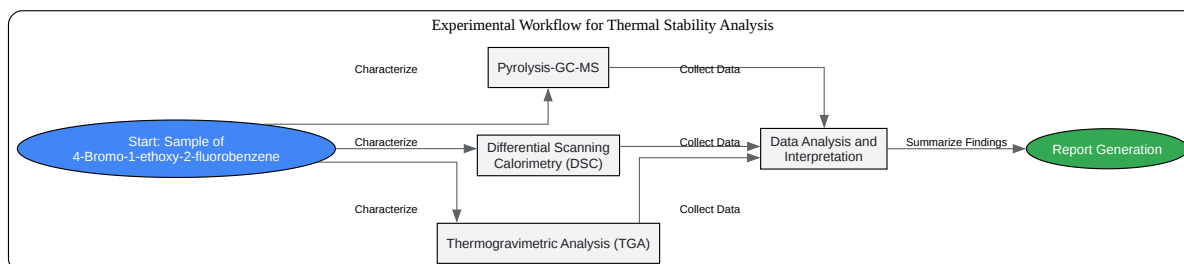 Experimental Workflow for Thermal Stability Analysis
Characterize
Pyrolysis-GC-MS
Collect Data
Start: Sample of
4-Bromo-1-ethoxy-2-fluorobenzene
Characterize
Differential Scanning
Calorimetry (DSC)
Collect Data
Data Analysis and
Interpretation
Summarize Findings
Report Generation
Characterize
Thermogravimetric Analysis (TGA)
Collect Data